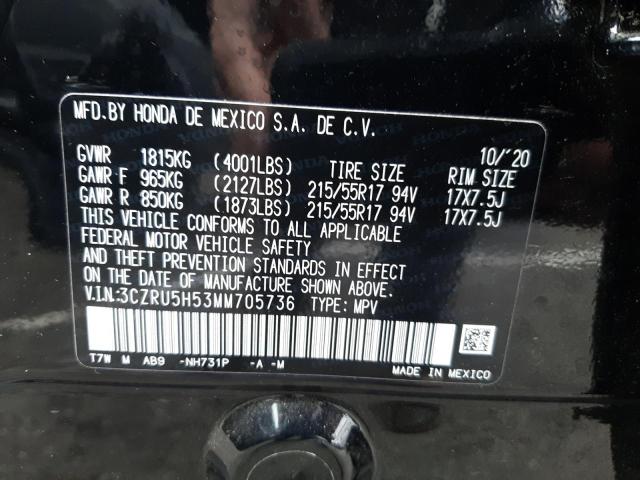 MFD.BY HONDA DE MEXICO S.A. DE C.V.
10/'20
GVWR 1815KG (4001LBS) TIRE SIZE RIM SIZE
GAWR F 965KG (2127LBS) 215/55R17 94V 17X7.5J
GAWR R 850KG (1873LBS) 215/55R17 94V 17X7.5J
THIS VEHICLE CONFORMS TO ALL APPLICABLE
FEDERAL MOTOR VEHICLE SAFETY
AND THEFT PREVENTION STANDARDS IN EFFECT
ON THE DATE OF MANUFACTURE SHOWN ABOVE.
V.I.N:3CZRU5H53MM705736 TYPE: MPV
T7W M AB9 -NH731P -A -M
MADE IN MEXICO